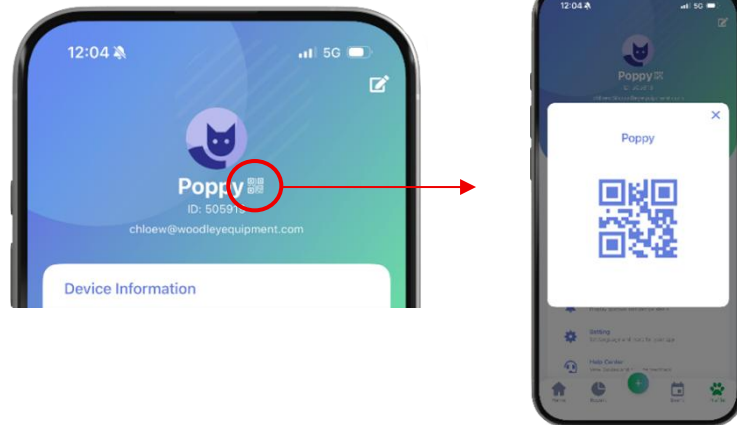 12:04
5G
Poppy
ID: 50591
chloew@woodleyequipment.com
Device Information
12:04
5G
Poppy
Poppy
Setting
Help Center
Home